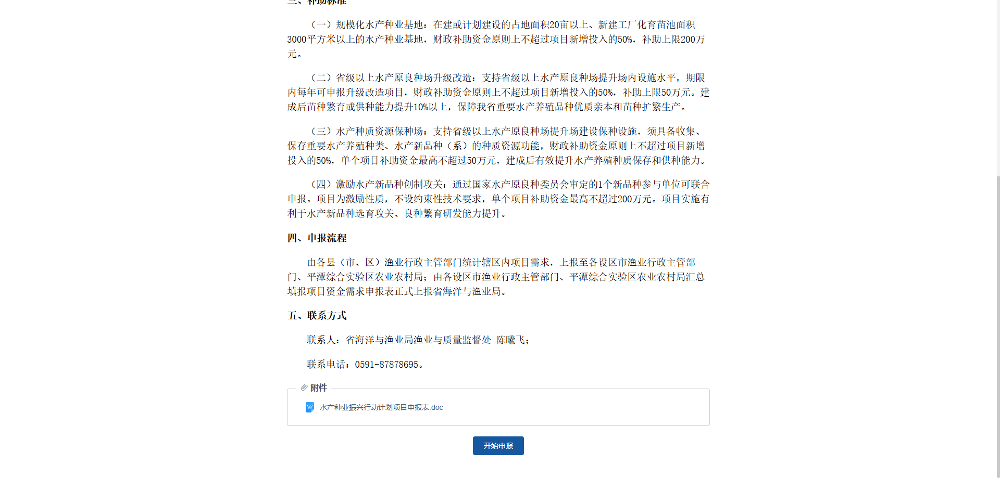 三、补助标准
（一）规模化水产种业基地：在建或计划建设的占地面积20亩以上、新建工厂化育苗池面积
3000平方米以上的水产种业基地，财政补助资金原则上不超过项目新增投入的50%，补助上限200万
元。
（二）省级以上水产原良种场升级改造：支持省级以上水产原良种场提升场内设施水平，期限
内每年可申报升级改造项目，财政补助资金原则上不超过项目新增投入的50%，补助上限50万元。建
成后苗种繁育或供种能力提升10%以上，保障我省重要水产养殖品种优质亲本和苗种扩繁生产。
（三）水产种质资源保种场：支持省级以上水产原良种场提升场建设保种设施，须具备收集、
保存重要水产养殖种类、水产新品种（系）的种质资源功能，财政补助资金原则上不超过项目新增
投入的50%，单个项目补助资金最高不超过50万元，建成后有效提升水产养殖种质保存和供种能力。
（四）激励水产新品种创制攻关：通过国家水产原良种委员会审定的1个新品种参与单位可联合
申报。项目为激励性质，不设约束性技术要求，单个项目补助资金最高不超过200万元。项目实施有
利于水产新品种选育攻关、良种繁育研发能力提升。
四、申报流程
由各县（市、区）渔业行政主管部门统计辖区内项目需求，上报至各设区市渔业行政主管部
门、平潭综合实验区农业农村局；由各设区市渔业行政主管部门、平潭综合实验区农业农村局汇总
填报项目资金需求申报表正式上报省海洋与渔业局。
五、联系方式
联系人：省海洋与渔业局渔业与质量监督处 陈曦飞；
联系电话：0591-87878695。
附件
水产种业振兴行动计划项目申报表.doc
开始申报